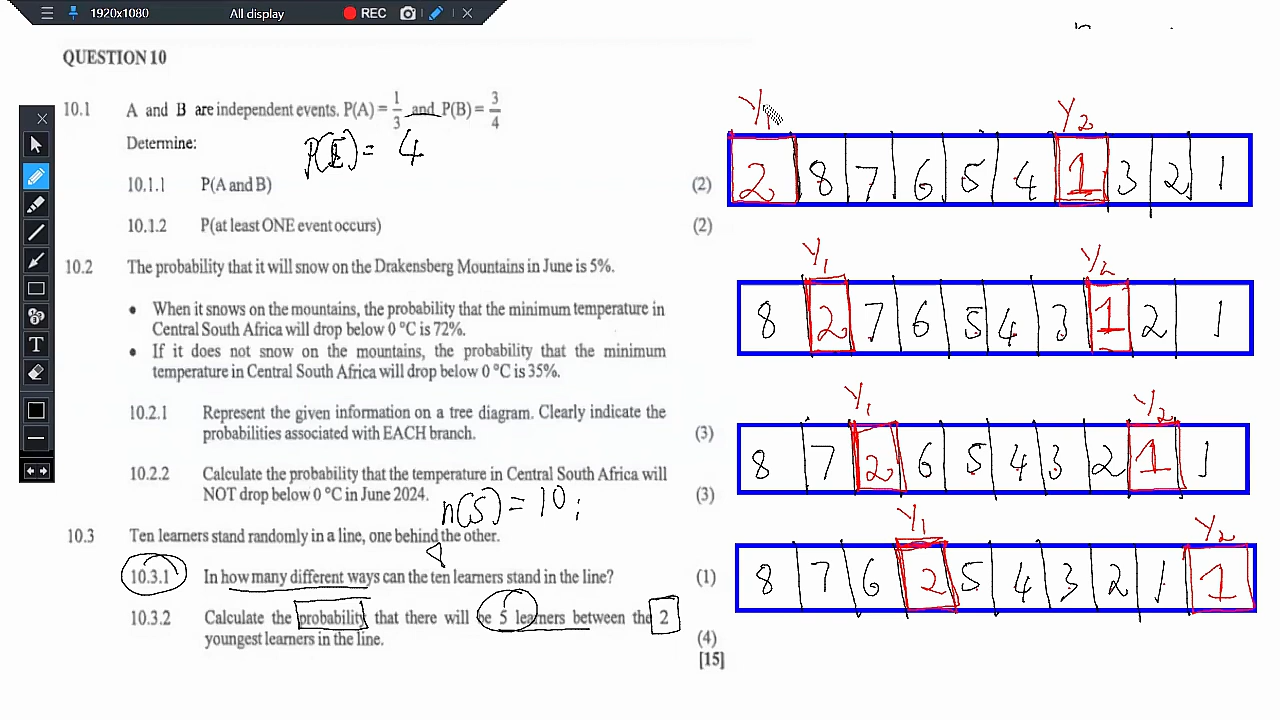 1920x1080 All display REC
QUESTION 10
10.1 A and B are independent events. P(A) = 1/3 and P(B) = 3/4
Determine:
P(E) = 4
10.1.1 P(A and B) (2)
10.1.2 P(at least ONE event occurs) (2)
10.2 The probability that it will snow on the Drakensberg Mountains in June is 5%.
• When it snows on the mountains, the probability that the minimum temperature in
Central South Africa will drop below 0 °C is 72%.
• If it does not snow on the mountains, the probability that the minimum
temperature in Central South Africa will drop below 0 °C is 35%.
10.2.1 Represent the given information on a tree diagram. Clearly indicate the
probabilities associated with EACH branch. (3)
10.2.2 Calculate the probability that the temperature in Central South Africa will
NOT drop below 0 °C in June 2024. (3)
n(S) = 10!
10.3 Ten learners stand randomly in a line, one behind the other.
10.3.1 In how many different ways can the ten learners stand in the line? (1)
10.3.2 Calculate the probability that there will be 5 learners between the 2
youngest learners in the line. (4)
[15]
Y1 Y2
2 8 7 6 5 4 1 3 2 1
Y1 Y2
8 2 7 6 5 4 3 1 2 1
Y1 Y2
8 7 2 6 5 4 3 2 1 1
Y1 Y2
8 7 6 2 5 4 3 2 1 1
T